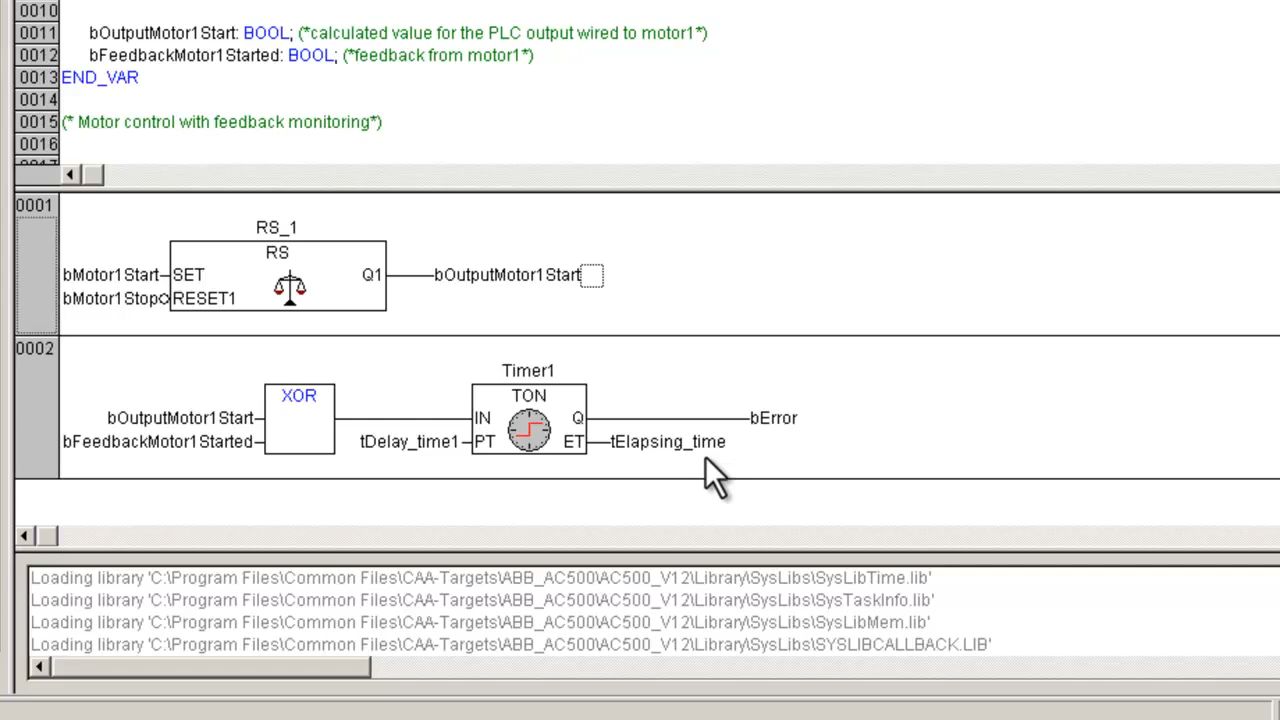 0010
0011 bOutputMotor1Start: BOOL; (*calculated value for the PLC output wired to motor1*)
0012 bFeedbackMotor1Started: BOOL; (*feedback from motor1*)
0013 END_VAR
0014
0015 (* Motor control with feedback monitoring*)
0016
0017
0001
RS_1
RS
bMotor1Start SET Q1 bOutputMotor1Start
bMotor1Stop RESET1
0002
Timer1
XOR TON
bOutputMotor1Start IN Q bError
bFeedbackMotor1Started tDelay_time1 PT ET tElapsing_time
Loading library 'C:\Program Files\Common Files\CAA-Targets\ABB_AC500\AC500_V12\Library\SysLibs\SysLibTime.lib'
Loading library 'C:\Program Files\Common Files\CAA-Targets\ABB_AC500\AC500_V12\Library\SysLibs\SysTaskInfo.lib'
Loading library 'C:\Program Files\Common Files\CAA-Targets\ABB_AC500\AC500_V12\Library\SysLibs\SysLibMem.lib'
Loading library 'C:\Program Files\Common Files\CAA-Targets\ABB_AC500\AC500_V12\Library\SysLibs\SYSLIBCALLBACK.LIB'